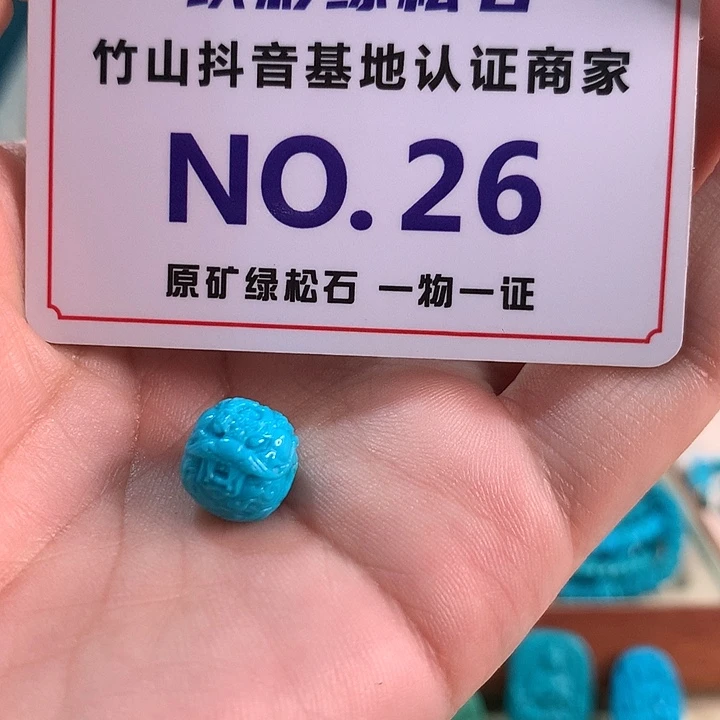 竹山抖音基地认证商家
NO. 26
原矿绿松石 一物一证